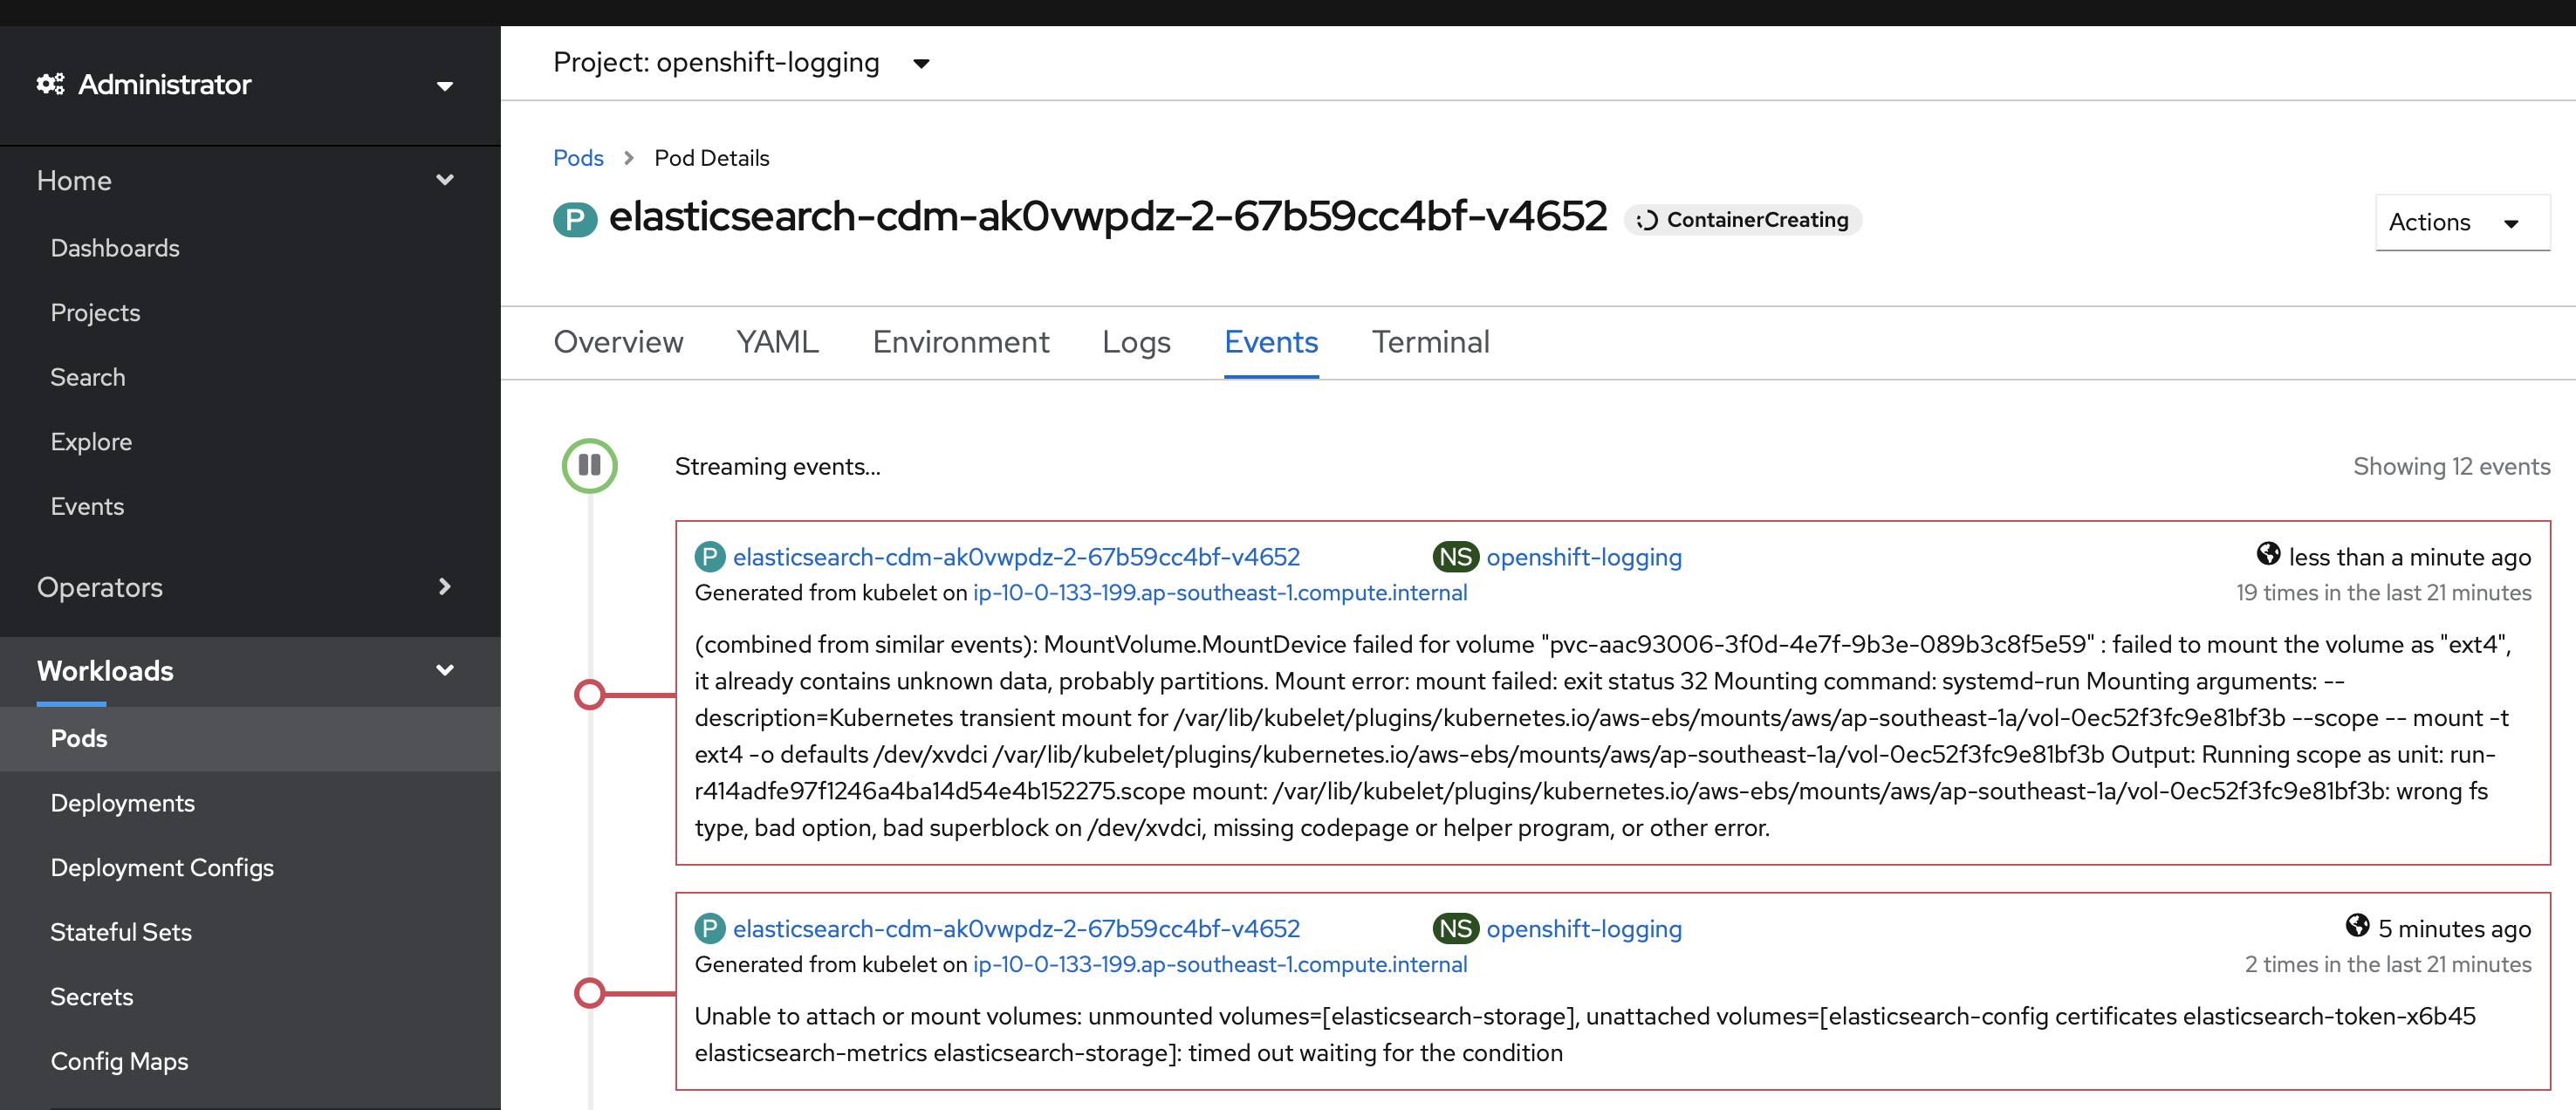 Administrator
Home
Dashboards
Projects
Search
Explore
Events
Operators
Workloads
Pods
Deployments
Deployment Configs
Stateful Sets
Secrets
Config Maps
Project: openshift-logging
Pods > Pod Details
P elasticsearch-cdm-ak0vwpdz-2-67b59cc4bf-v4652 ContainerCreating
Actions
Overview YAML Environment Logs Events Terminal
Streaming events... Showing 12 events
P elasticsearch-cdm-ak0vwpdz-2-67b59cc4bf-v4652 NS openshift-logging less than a minute ago
Generated from kubelet on ip-10-0-133-199.ap-southeast-1.compute.internal 19 times in the last 21 minutes
(combined from similar events): MountVolume.MountDevice failed for volume "pvc-aac93006-3f0d-4e7f-9b3e-089b3c8f5e59" : failed to mount the volume as "ext4",
it already contains unknown data, probably partitions. Mount error: mount failed: exit status 32 Mounting command: systemd-run Mounting arguments: --
description=Kubernetes transient mount for /var/lib/kubelet/plugins/kubernetes.io/aws-ebs/mounts/aws/ap-southeast-1a/vol-0ec52f3fc9e81bf3b --scope -- mount -t
ext4 -o defaults /dev/xvdci /var/lib/kubelet/plugins/kubernetes.io/aws-ebs/mounts/aws/ap-southeast-1a/vol-0ec52f3fc9e81bf3b Output: Running scope as unit: run-
r414adfe97f1246a4ba14d54e4b152275.scope mount: /var/lib/kubelet/plugins/kubernetes.io/aws-ebs/mounts/aws/ap-southeast-1a/vol-0ec52f3fc9e81bf3b: wrong fs
type, bad option, bad superblock on /dev/xvdci, missing codepage or helper program, or other error.
P elasticsearch-cdm-ak0vwpdz-2-67b59cc4bf-v4652 NS openshift-logging 5 minutes ago
Generated from kubelet on ip-10-0-133-199.ap-southeast-1.compute.internal 2 times in the last 21 minutes
Unable to attach or mount volumes: unmounted volumes=[elasticsearch-storage], unattached volumes=[elasticsearch-config certificates elasticsearch-token-x6b45
elasticsearch-metrics elasticsearch-storage]: timed out waiting for the condition